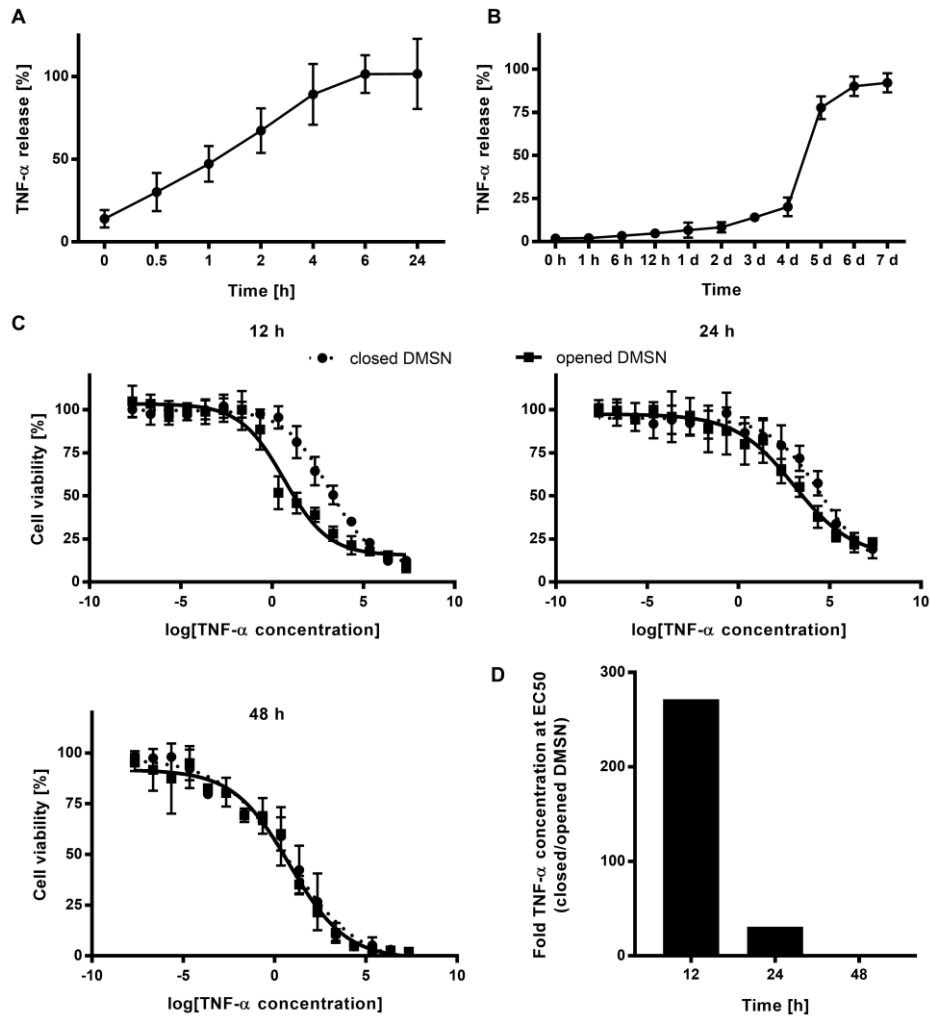 A
TNF-α release [%]
100
50
0
0 0.5 1 2 4 6 24
Time [h]
B
TNF-α release [%]
100
75
50
25
0
0 h 1 h 6 h 12 h 1 d 2 d 3 d 4 d 5 d 6 d 7 d
Time
C
12 h
24 h
closed DMSN
opened DMSN
Cell viability [%]
100
75
50
25
0
-10 -5 0 5 10
log[TNF-α concentration]
100
75
50
25
0
-10 -5 0 5 10
log[TNF-α concentration]
48 h
Cell viability [%]
100
75
50
25
0
-10 -5 0 5 10
log[TNF-α concentration]
D
Fold TNF-α concentration at EC50
(closed/opened DMSN)
300
200
100
0
12 24 48
Time [h]